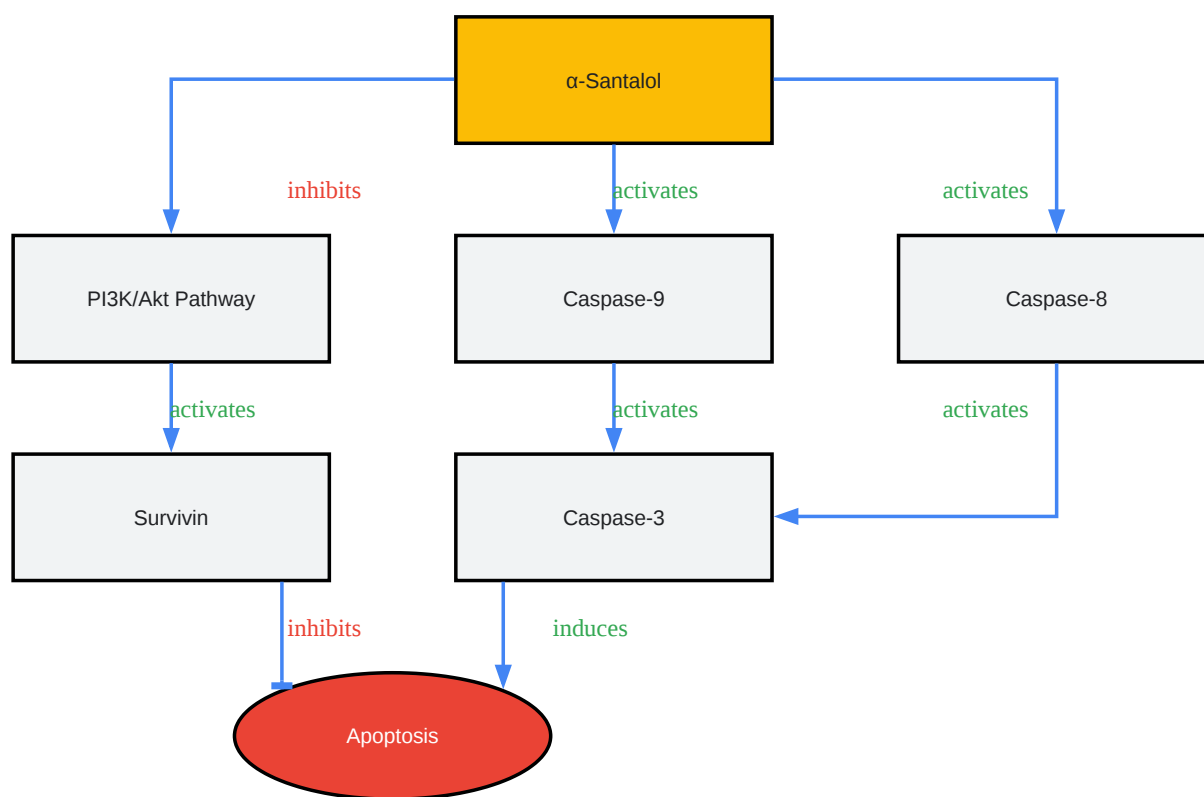 α-Santalol
inhibits
activates
activates
PI3K/Akt Pathway
Caspase-9
Caspase-8
activates
activates
activates
Survivin
Caspase-3
inhibits
induces
Apoptosis